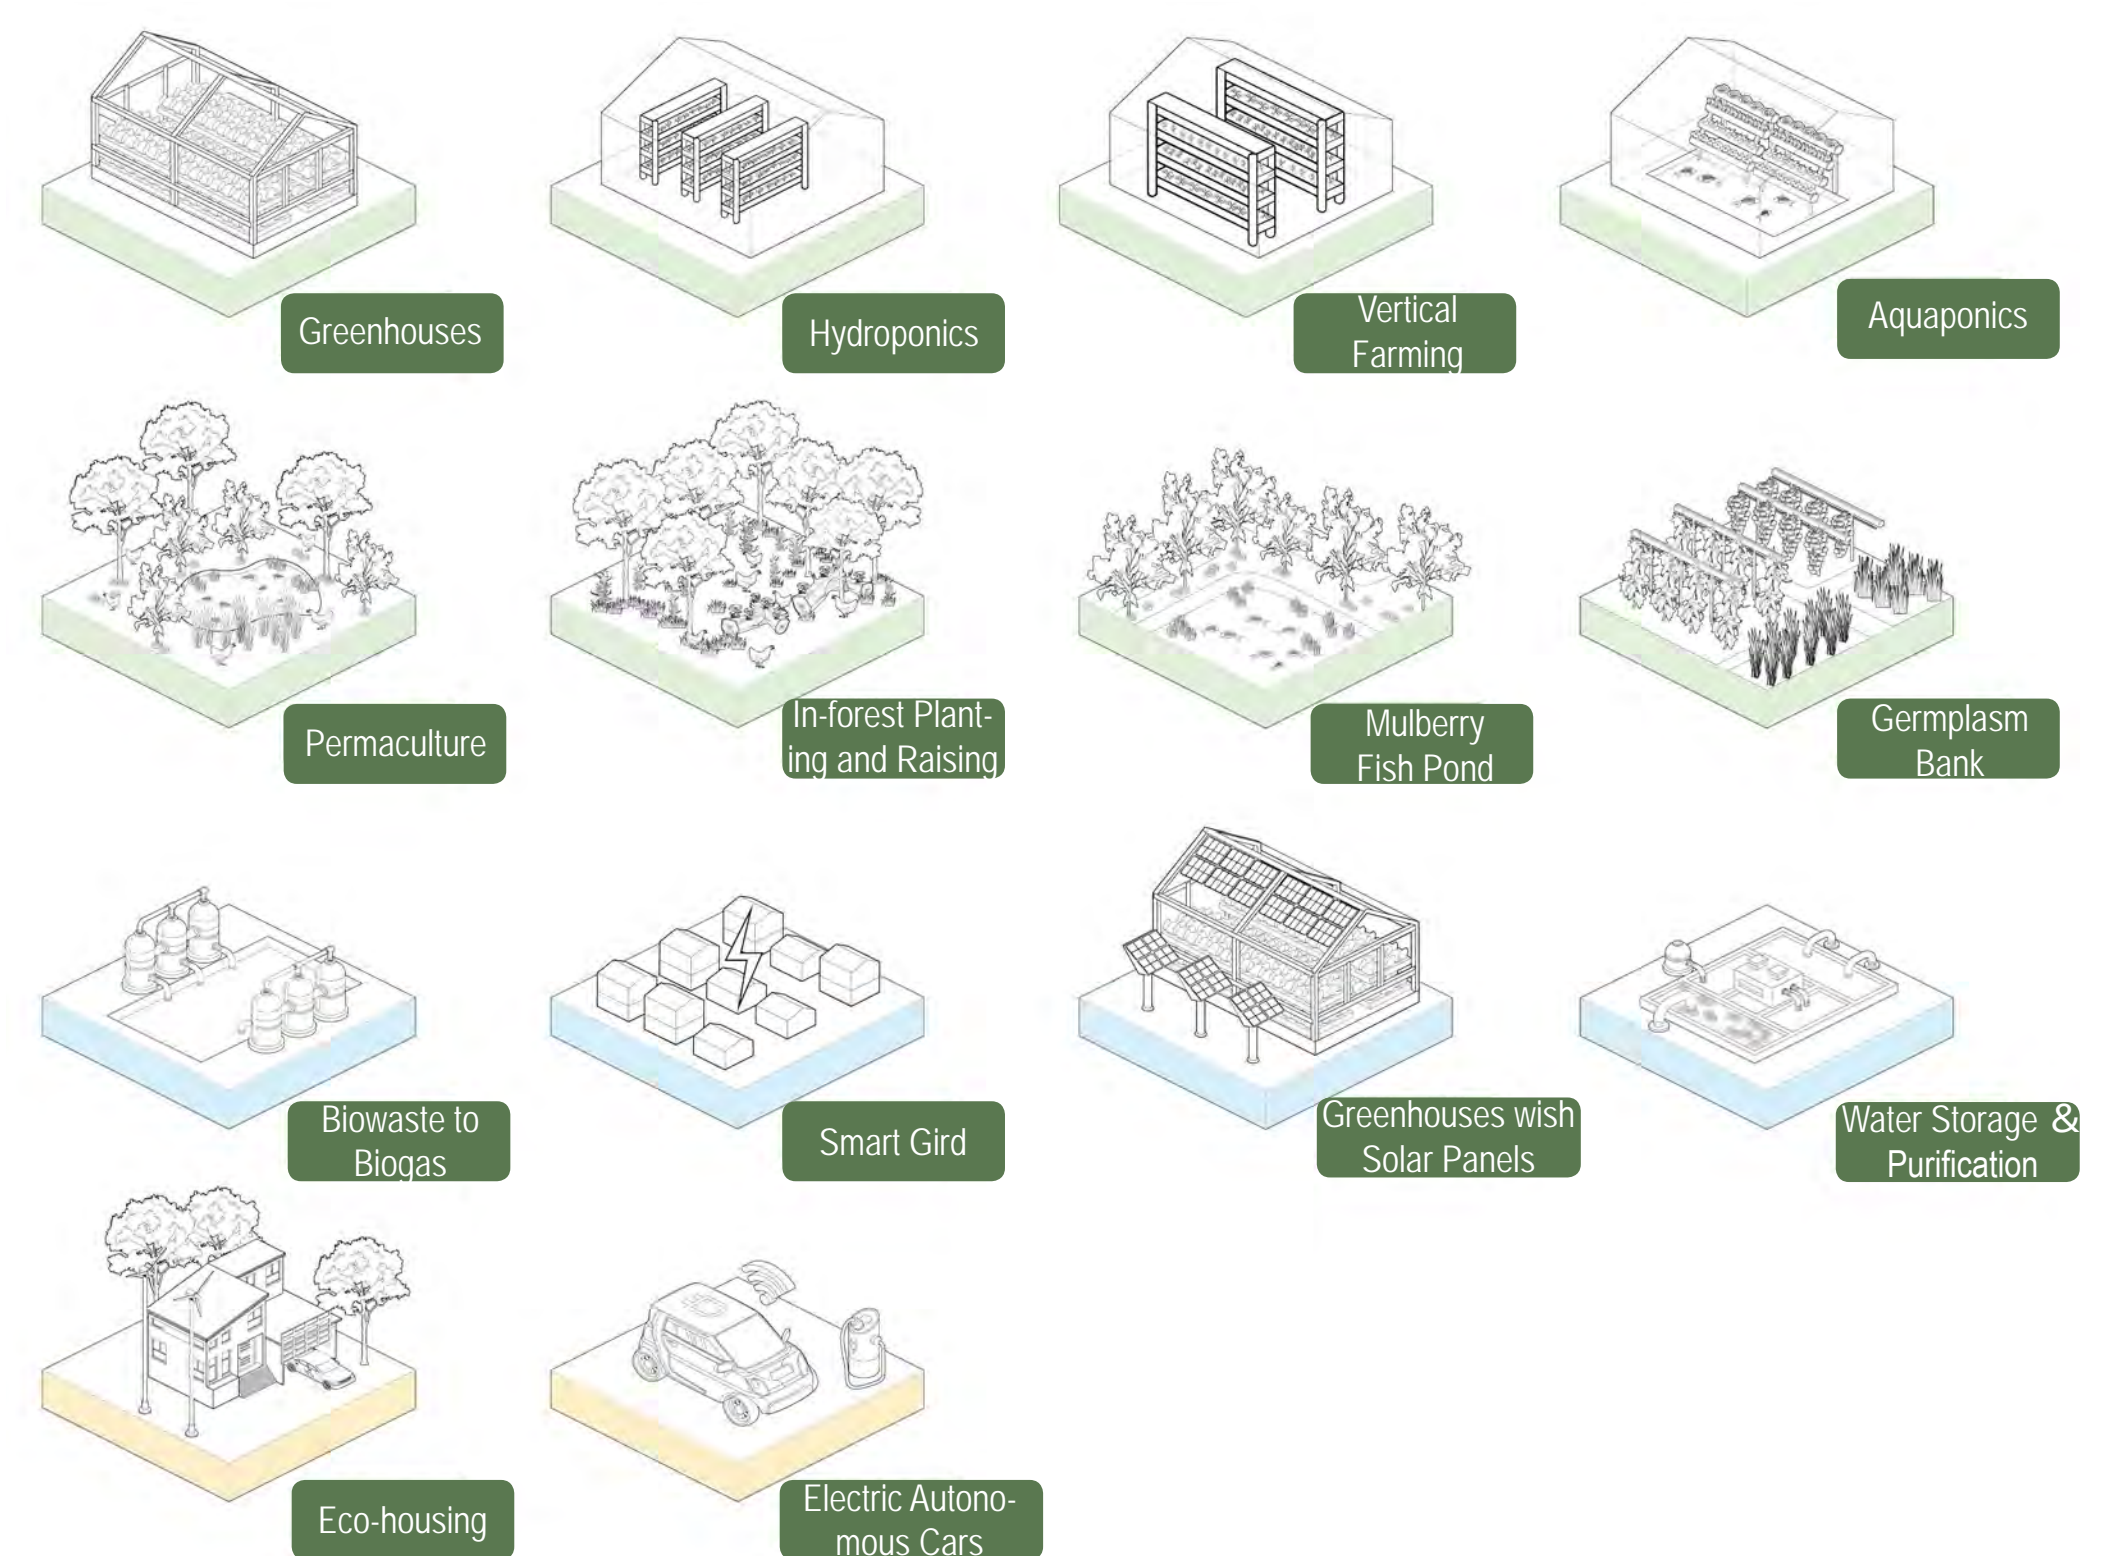 Greenhouses
Hydroponics
Vertical
Farming
Aquaponics
Permaculture
In-forest Plant-
ing and Raising
Mulberry
Fish Pond
Germplasm
Bank
Biowaste to
Biogas
Smart Gird
Greenhouses wish
Solar Panels
Water Storage &
Purification
Eco-housing
Electric Autono-
mous Cars